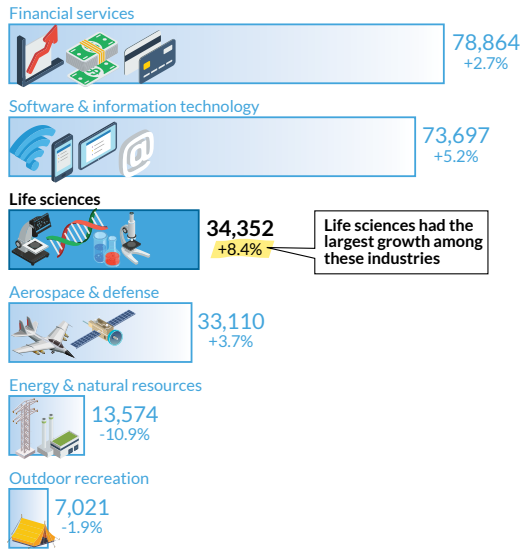 Financial services
78,864
+2.7%
Software & information technology
@
73,697
+5.2%
Life sciences
34,352
+8.4%
Life sciences had the
largest growth among
these industries
Aerospace & defense
33,110
+3.7%
Energy & natural resources
13,574
-10.9%
Outdoor recreation
7,021
-1.9%